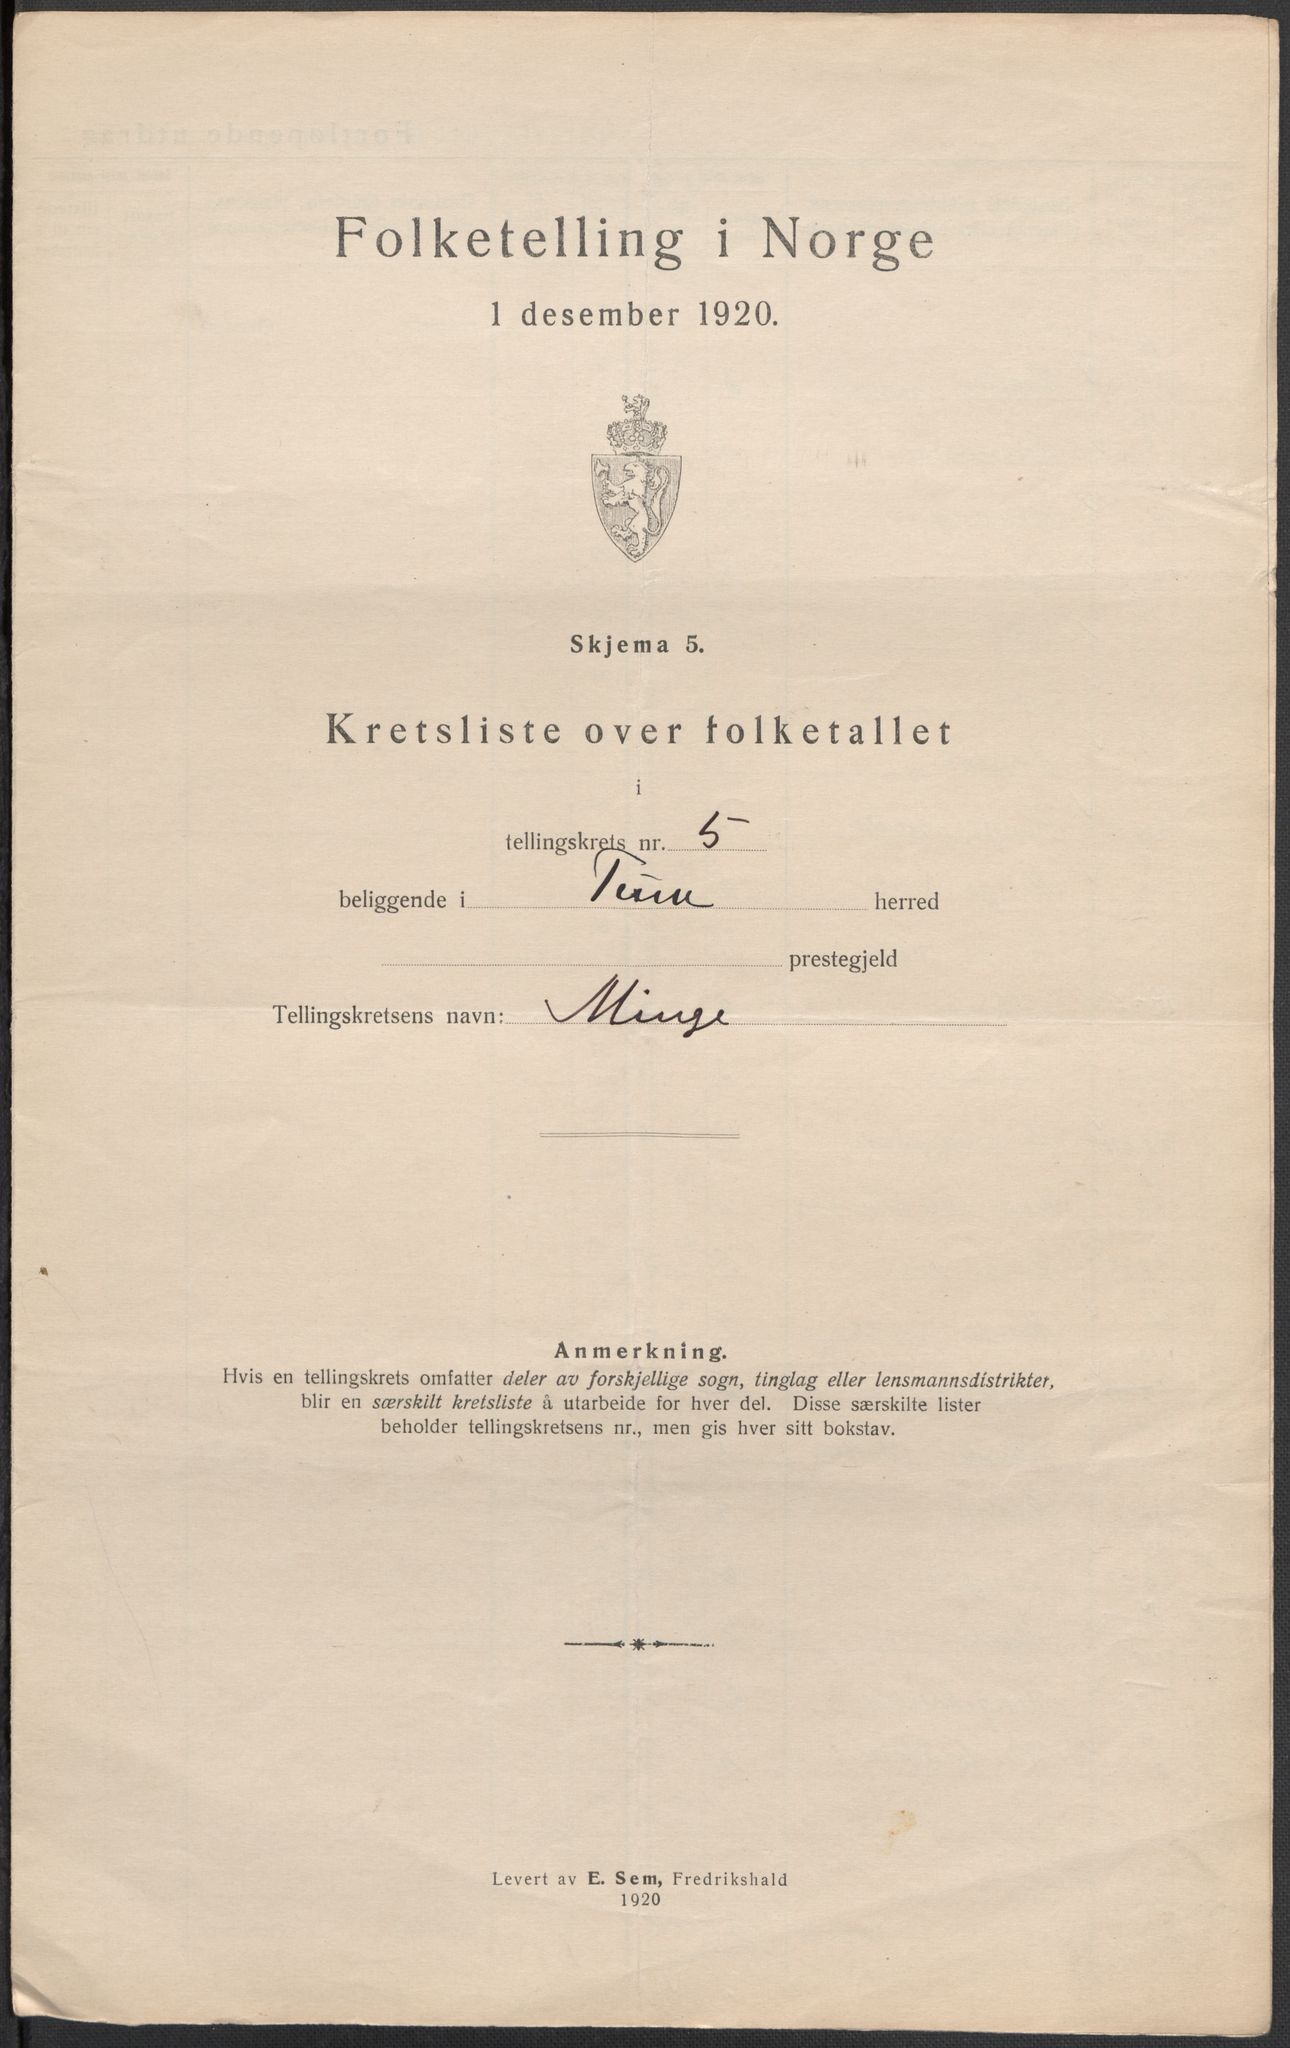 Folketelling i Norge
1 desember 1920.
Skjema 5.
Kretsliste over folketallet
i
tellingskrets nr. 5
beliggende i Tune herred
prestegjeld
Tellingskretsens navn: Minge
Anmerkning.
Hvis en tellingskrets omfatter deler av forskjellige sogn, tinglag eller lensmannsdistrikter,
blir en særskilt kretsliste å utarbeide for hver del. Disse særskilte lister
beholder tellingskretsens nr., men gis hver sitt bokstav.
Levert av E. Sem, Fredrikshald
1920